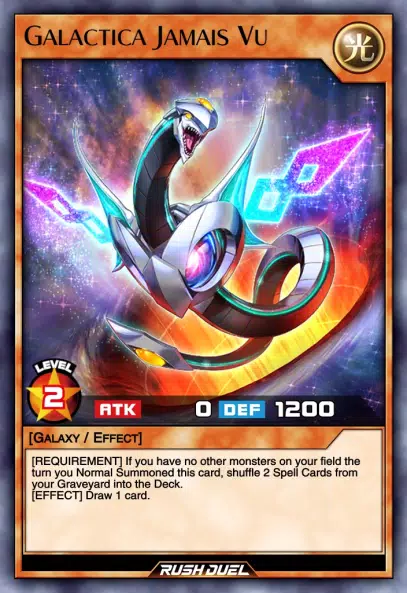 Galactica Jamais Vu
光
LEVEL
2
ATK 0 DEF 1200
[Galaxy / Effect]
[REQUIREMENT] If you have no other monsters on your field the
turn you Normal Summoned this card, shuffle 2 Spell Cards from
your Graveyard into the Deck.
[EFFECT] Draw 1 card.
RUSH DUEL